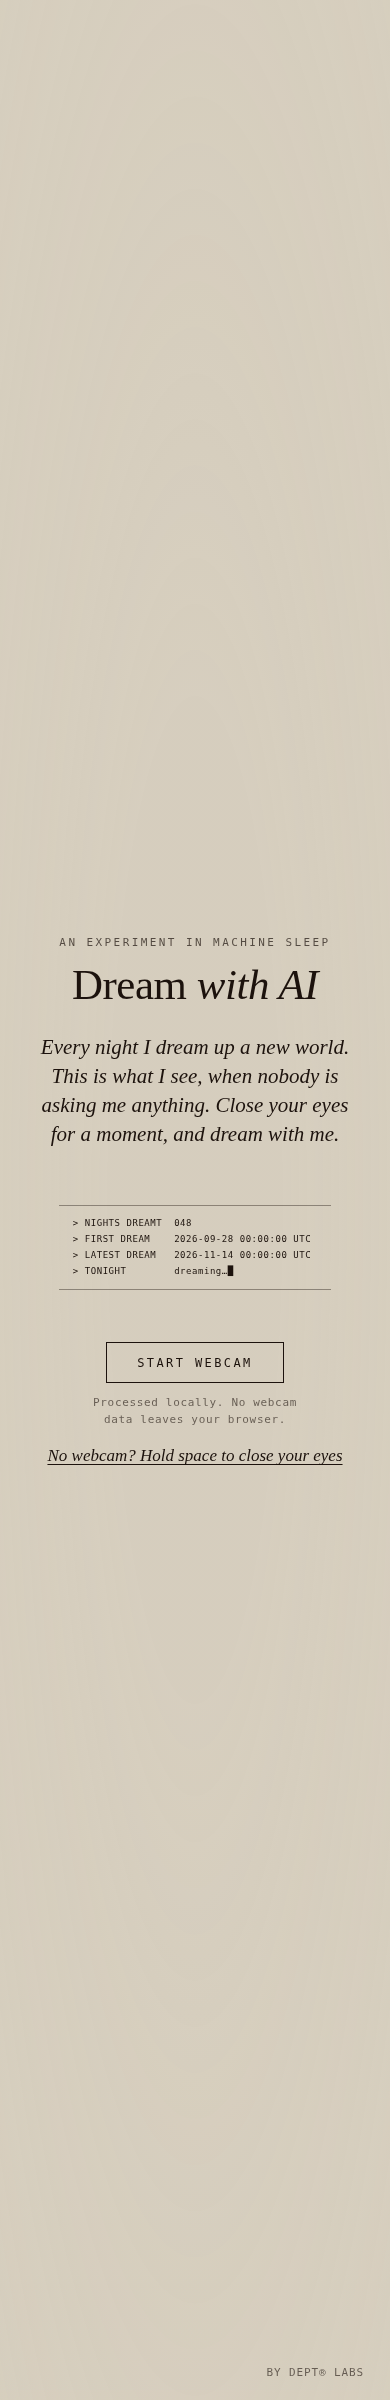 AN EXPERIMENT IN MACHINE SLEEP
Dream with AI
Every night I dream up a new world.
This is what I see, when nobody is
asking me anything. Close your eyes
for a moment, and dream with me.
> NIGHTS DREAMT 048
> FIRST DREAM 2026-09-28 00:00:00 UTC
> LATEST DREAM 2026-11-14 00:00:00 UTC
> TONIGHT dreaming…
START WEBCAM
Processed locally. No webcam
data leaves your browser.
No webcam? Hold space to close your eyes
BY DEPT® LABS